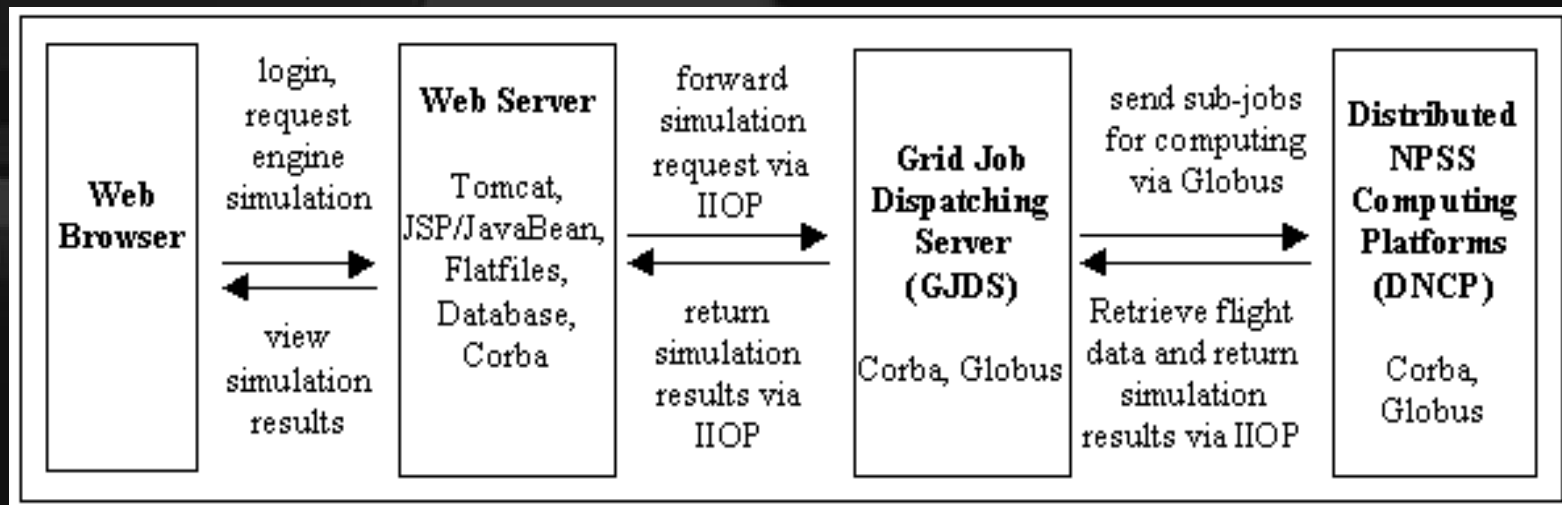 Web
Browser
login,
request
engine
simulation
view
simulation
results
Web Server
Tomcat,
JSP/JavaBean,
Flatfiles,
Database,
Corba
forward
simulation
request via
IIOP
return
simulation
results via
IIOP
Grid Job
Dispatching
Server
(GJDS)
Corba, Globus
send sub-jobs
for computing
via Globus
Retrieve flight
data and return
simulation
results via IIOP
Distributed
NPSS
Computing
Platforms
(DNCP)
Corba,
Globus